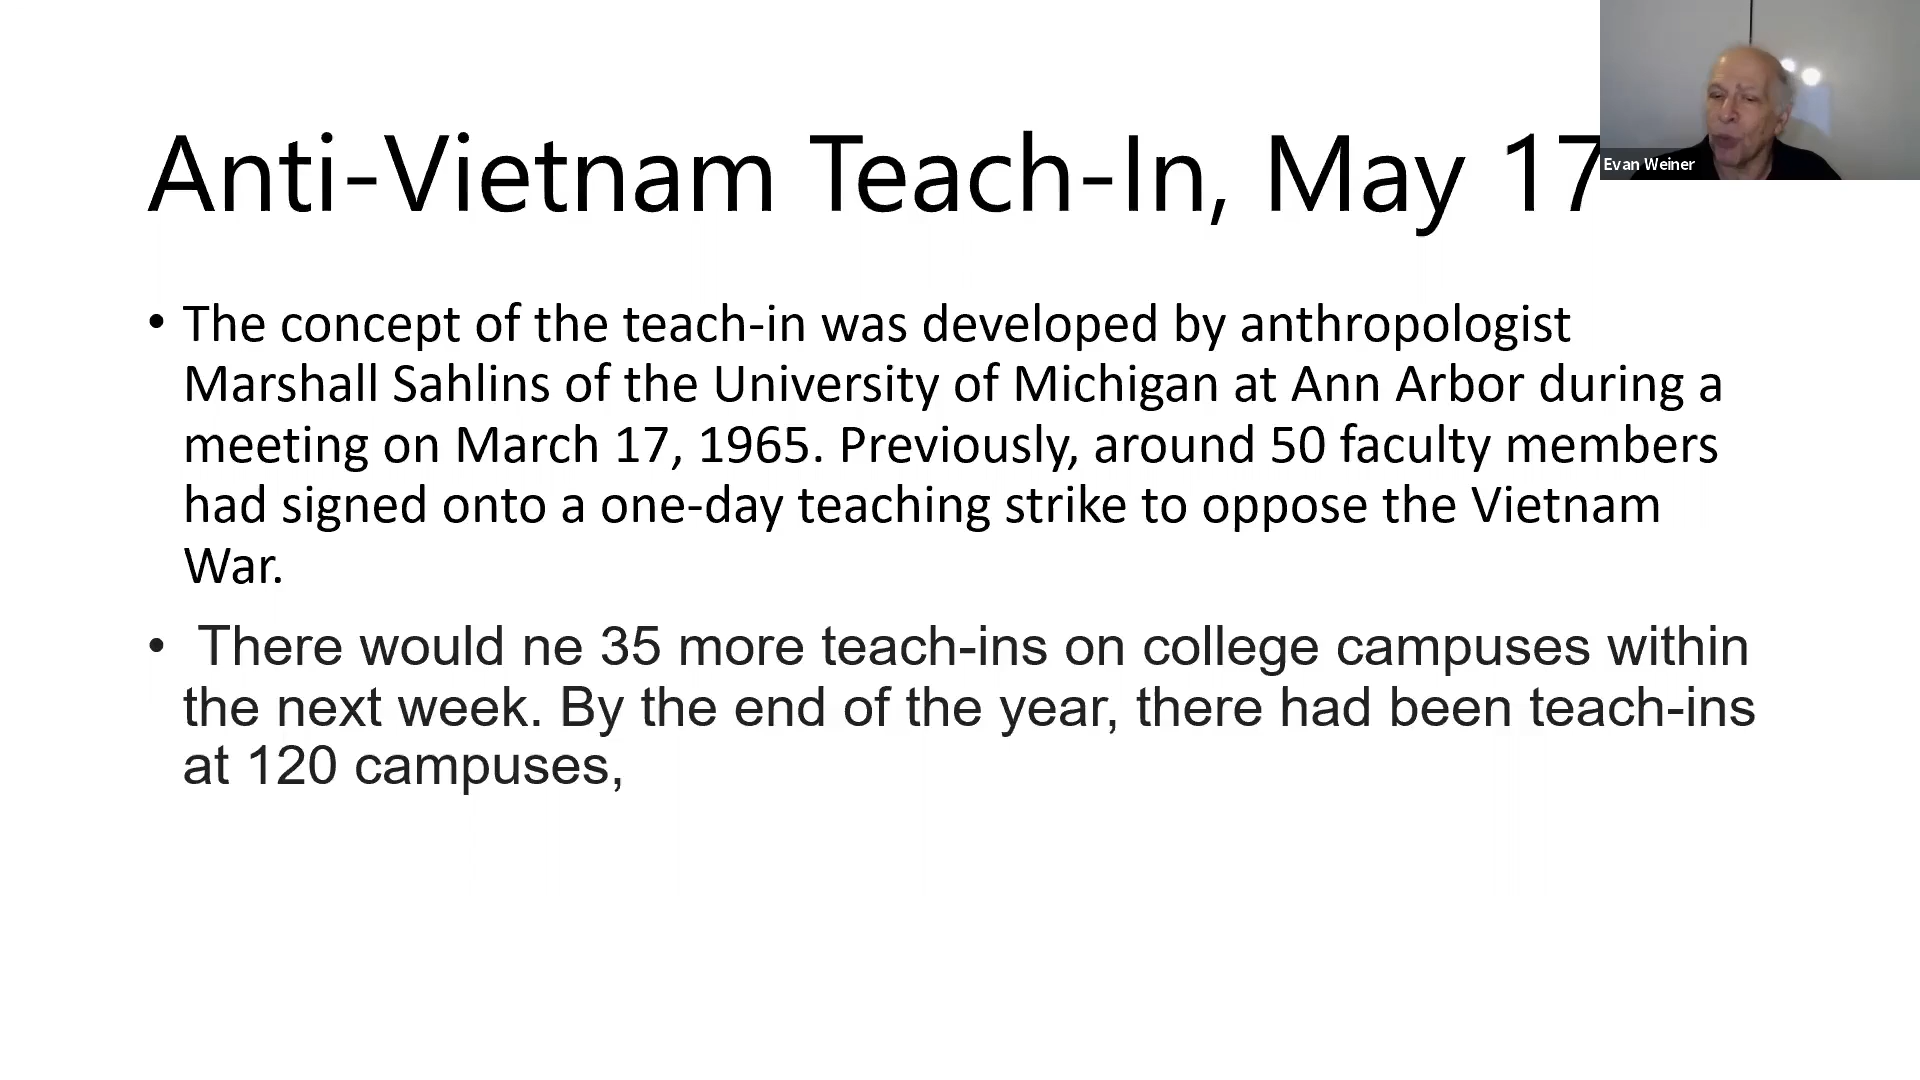 Anti-Vietnam Teach-In, May 17
Evan Weiner
• The concept of the teach-in was developed by anthropologist
Marshall Sahlins of the University of Michigan at Ann Arbor during a
meeting on March 17, 1965. Previously, around 50 faculty members
had signed onto a one-day teaching strike to oppose the Vietnam
War.
• There would ne 35 more teach-ins on college campuses within
the next week. By the end of the year, there had been teach-ins
at 120 campuses,